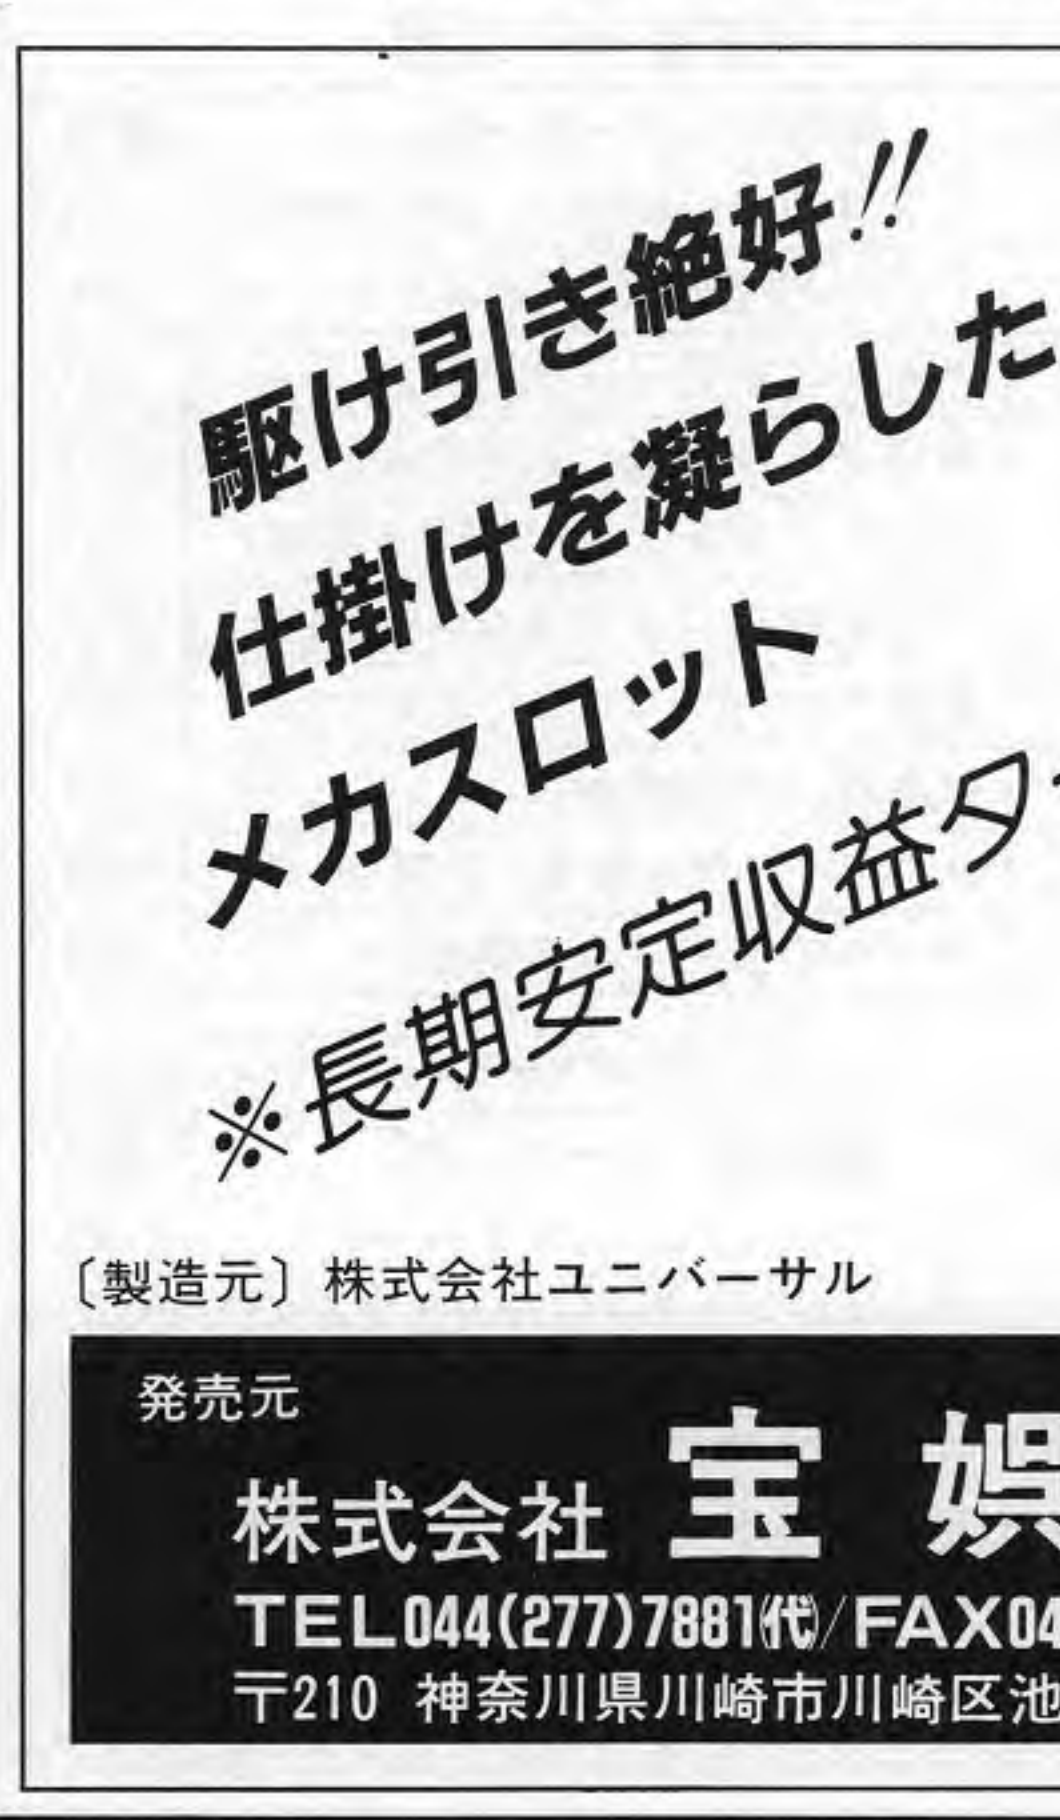 駆け引き絶好!!
仕掛けを凝らした
メカスロット
※長期安定収益タ
〔製造元〕株式会社ユニバーサル
発売元
株式会社 宝 娯
TEL044(277)7881㈹/FAX04
〒210 神奈川県川崎市川崎区池